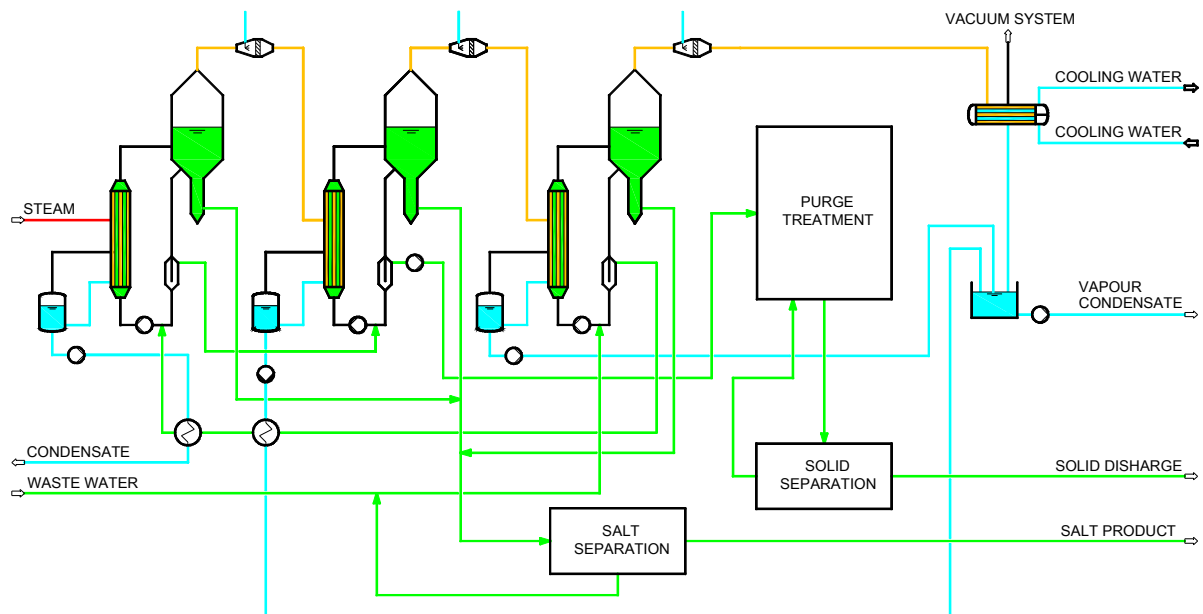 VACUUM SYSTEM
COOLING WATER
COOLING WATER
STEAM
PURGE
TREATMENT
VAPOUR
CONDENSATE
CONDENSATE
WASTE WATER
SOLID
SEPARATION
SOLID DISHARGE
SALT
SEPARATION
SALT PRODUCT